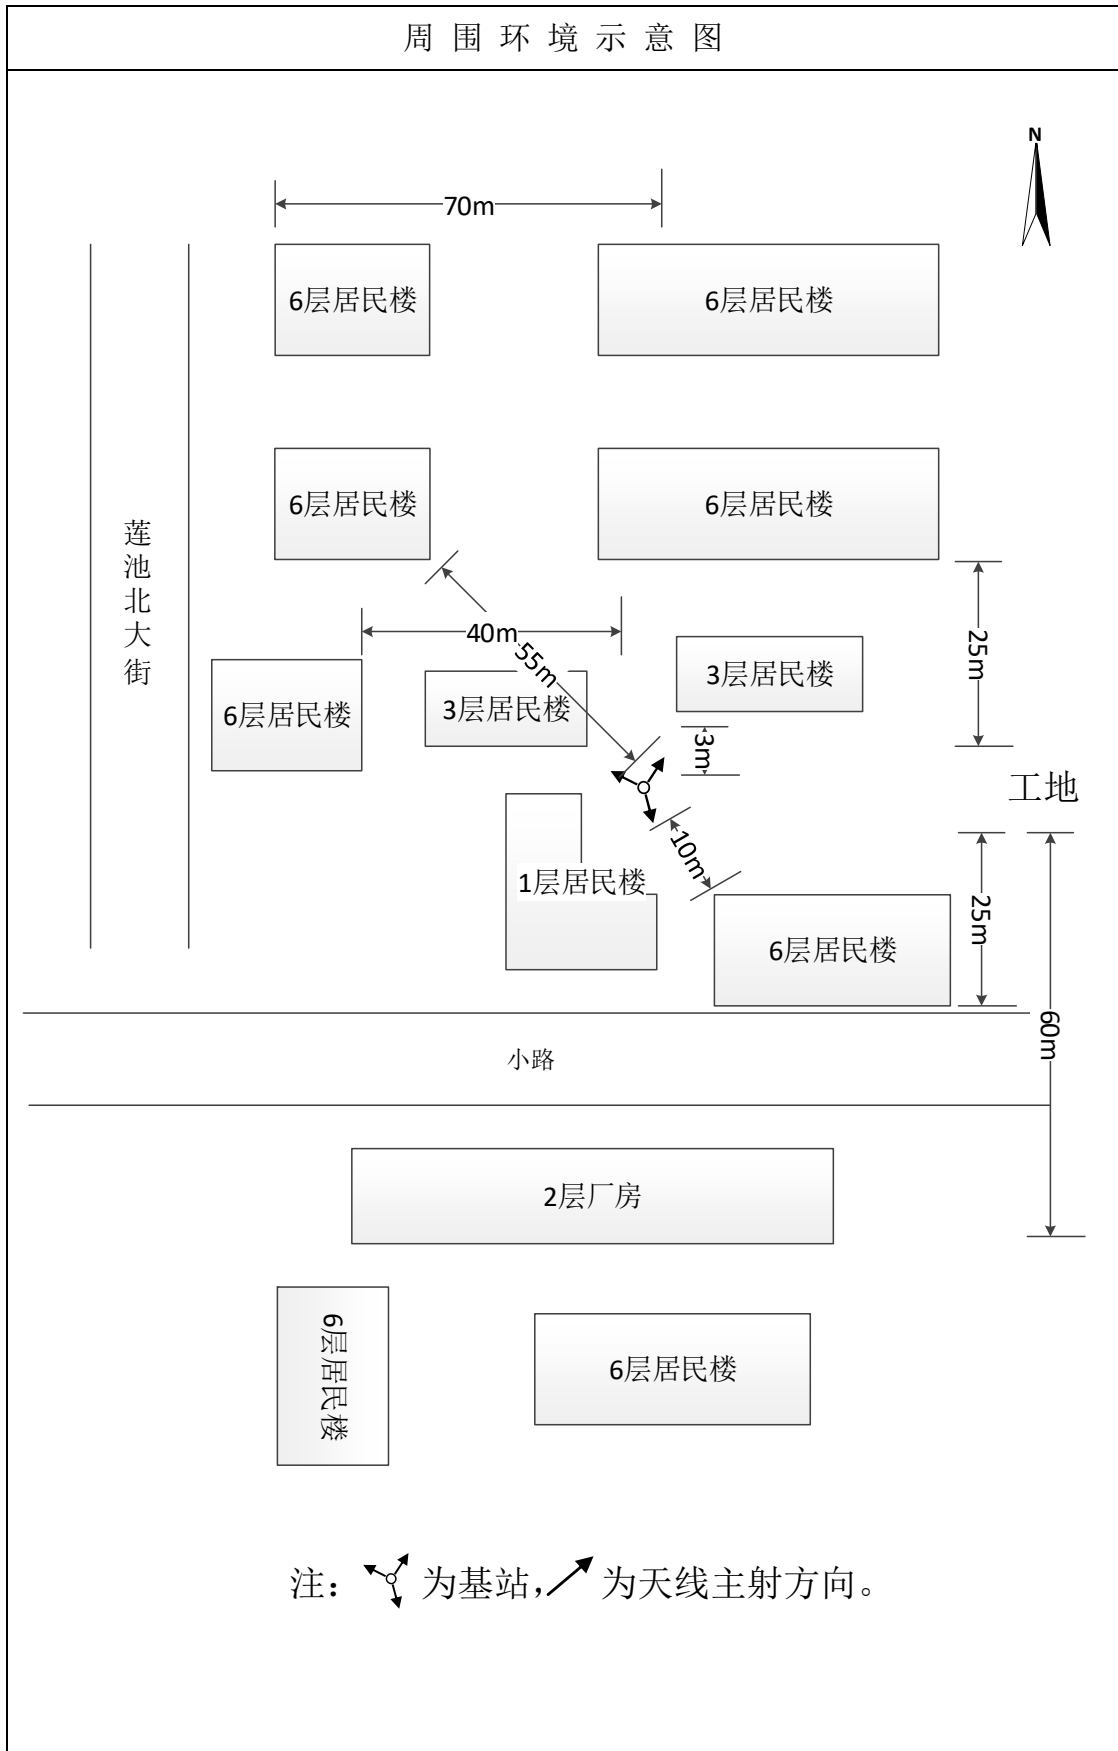 周围环境示意图
N
70m
6层居民楼
6层居民楼
6层居民楼
6层居民楼
莲池北大街
40m
55m
25m
3层居民楼
6层居民楼
3层居民楼
3m
工地
10m
1层居民楼
25m
6层居民楼
60m
小路
2层厂房
6层居民楼
6层居民楼
注： 为基站， 为天线主射方向。